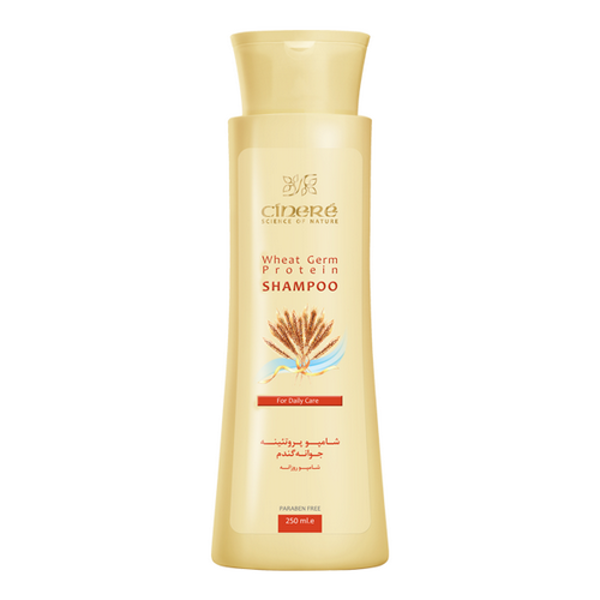 cineré
SCIENCE OF NATURE
Wheat Germ
Protein
SHAMPOO
For Daily Care
شامپو پروتئینه
جوانه گندم
شامپو روزانه
PARABEN FREE
250 ml.e